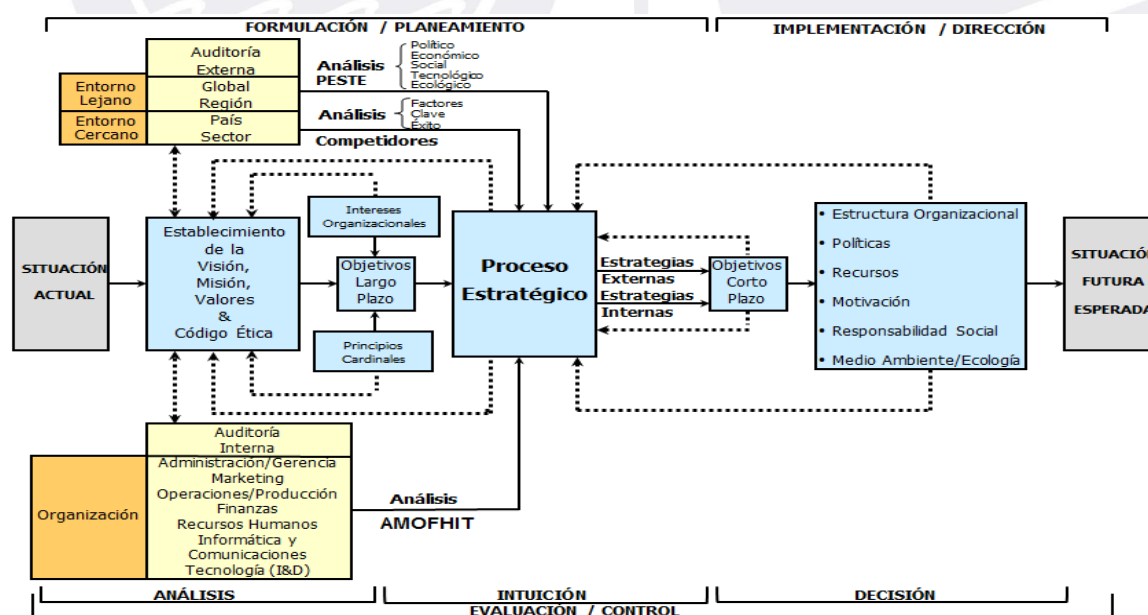 FORMULACIÓN / PLANEAMIENTO
IMPLEMENTACIÓN / DIRECCIÓN
Auditoría
Externa
Entorno
Lejano
Global
Región
Entorno
Cercano
País
Sector
Análisis
PESTE
Político
Económico
Social
Tecnológico
Ecológico
Análisis
Competidores
Factores
Clave
Éxito
SITUACIÓN
ACTUAL
Establecimiento
de la
Visión,
Misión,
Valores
&
Código Ética
Intereses
Organizacionales
Objetivos
Largo
Plazo
Principios
Cardinales
Proceso
Estratégico
Estrategias
Externas
Estrategias
Internas
Objetivos
Corto
Plazo
• Estructura Organizacional
• Políticas
• Recursos
• Motivación
• Responsabilidad Social
• Medio Ambiente/Ecología
SITUACIÓN
FUTURA
ESPERADA
Organización
Auditoría
Interna
Administración/Gerencia
Marketing
Operaciones/Producción
Finanzas
Recursos Humanos
Informática y
Comunicaciones
Tecnología (I&D)
Análisis
AMOFHIT
ANÁLISIS
INTUICIÓN
DECISIÓN
EVALUACIÓN / CONTROL